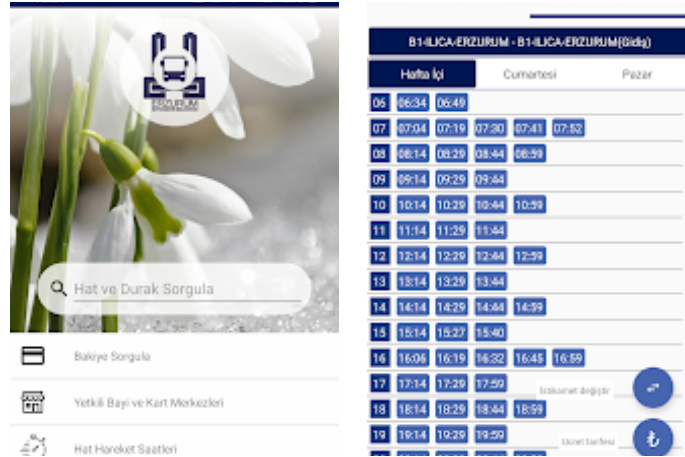 ERZURUM
Hat ve Durak Sorgula
Bakiye Sorgula
Yetkili Bayi ve Kart Merkezleri
Hat Hareket Saatleri
B1-ILICA-ERZURUM - B1-ILICA-ERZURUM(Gidiş)
Hafta İçi Cumartesi Pazar
06 06:34 06:49
07 07:04 07:19 07:30 07:41 07:52
08 08:14 08:29 08:44 08:59
09 09:14 09:29 09:44
10 10:14 10:29 10:44 10:59
11 11:14 11:29 11:44
12 12:14 12:29 12:44 12:59
13 13:14 13:29 13:44
14 14:14 14:29 14:44 14:59
15 15:14 15:27 15:40
16 16:06 16:19 16:32 16:45 16:59
17 17:14 17:29 17:59
İstikamet değiştir
18 18:14 18:29 18:44 18:59
19 19:14 19:29 19:59
Ücret tarifesi